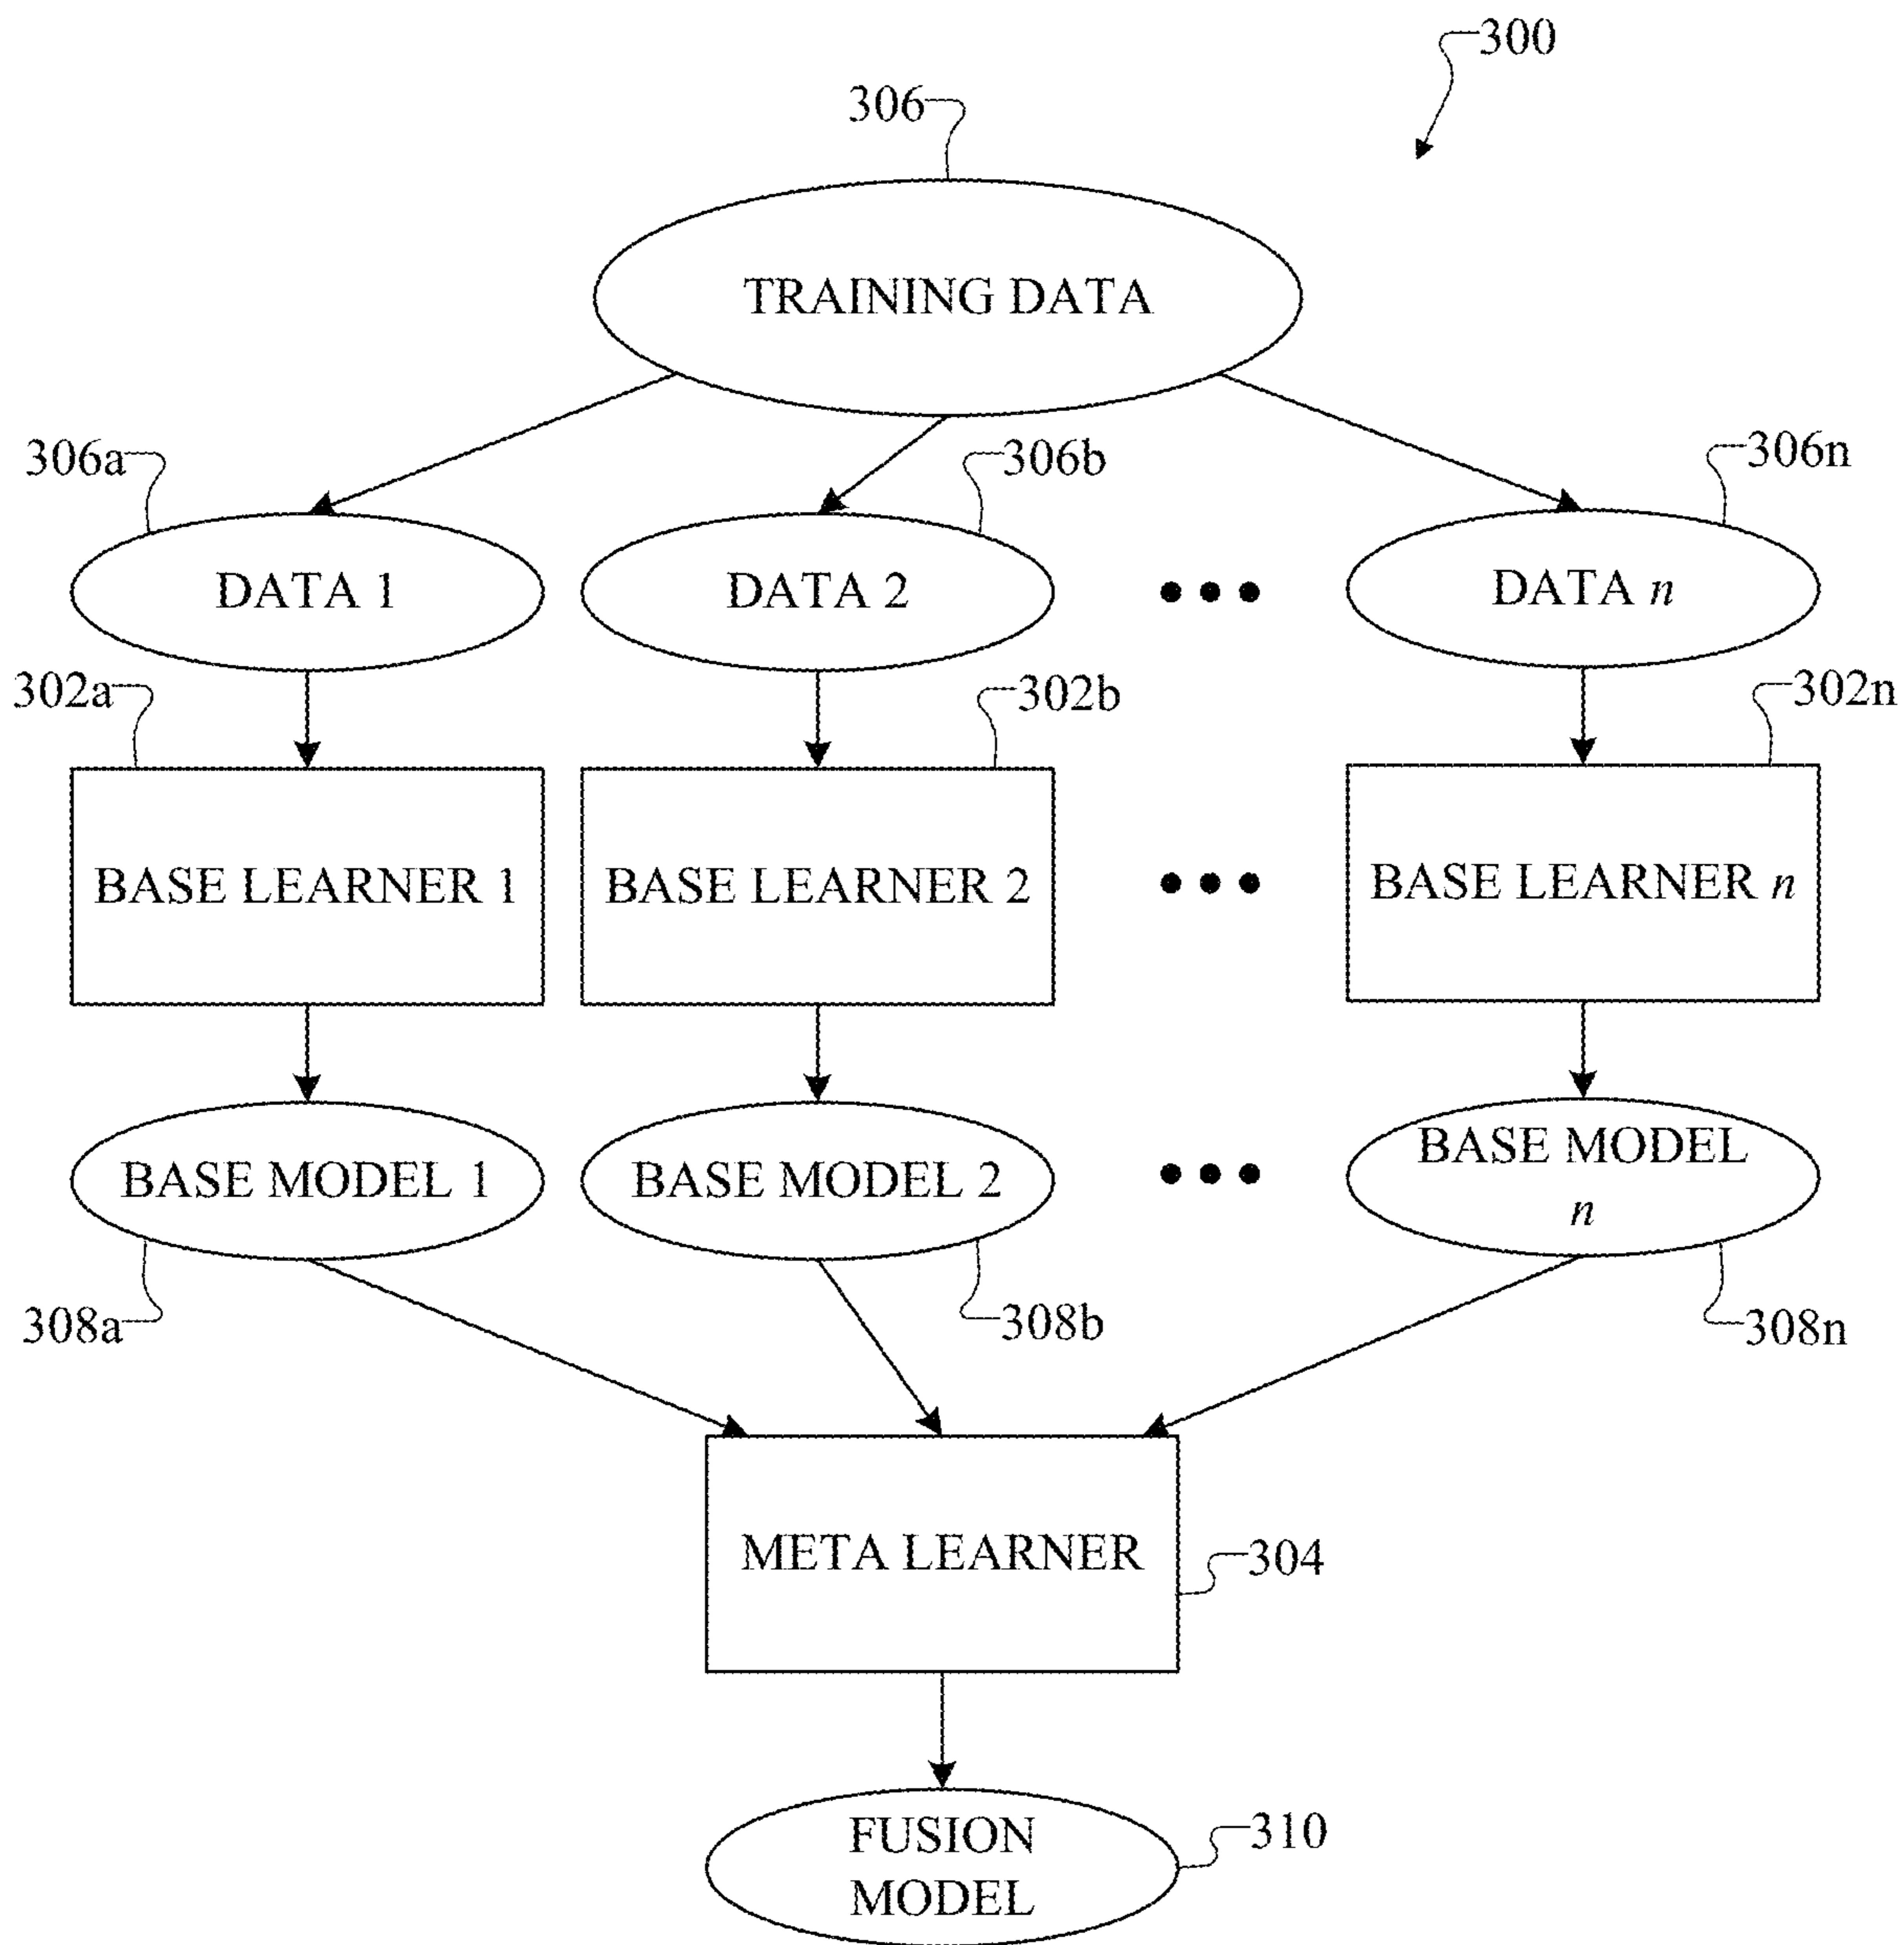 300
306
TRAINING DATA
306a
306b
306n
DATA 1
DATA 2
DATA n
302a
302b
302n
BASE LEARNER 1
BASE LEARNER 2
BASE LEARNER n
BASE MODEL 1
BASE MODEL 2
BASE MODEL
n
308a
308b
308n
META LEARNER
304
FUSION
MODEL
310